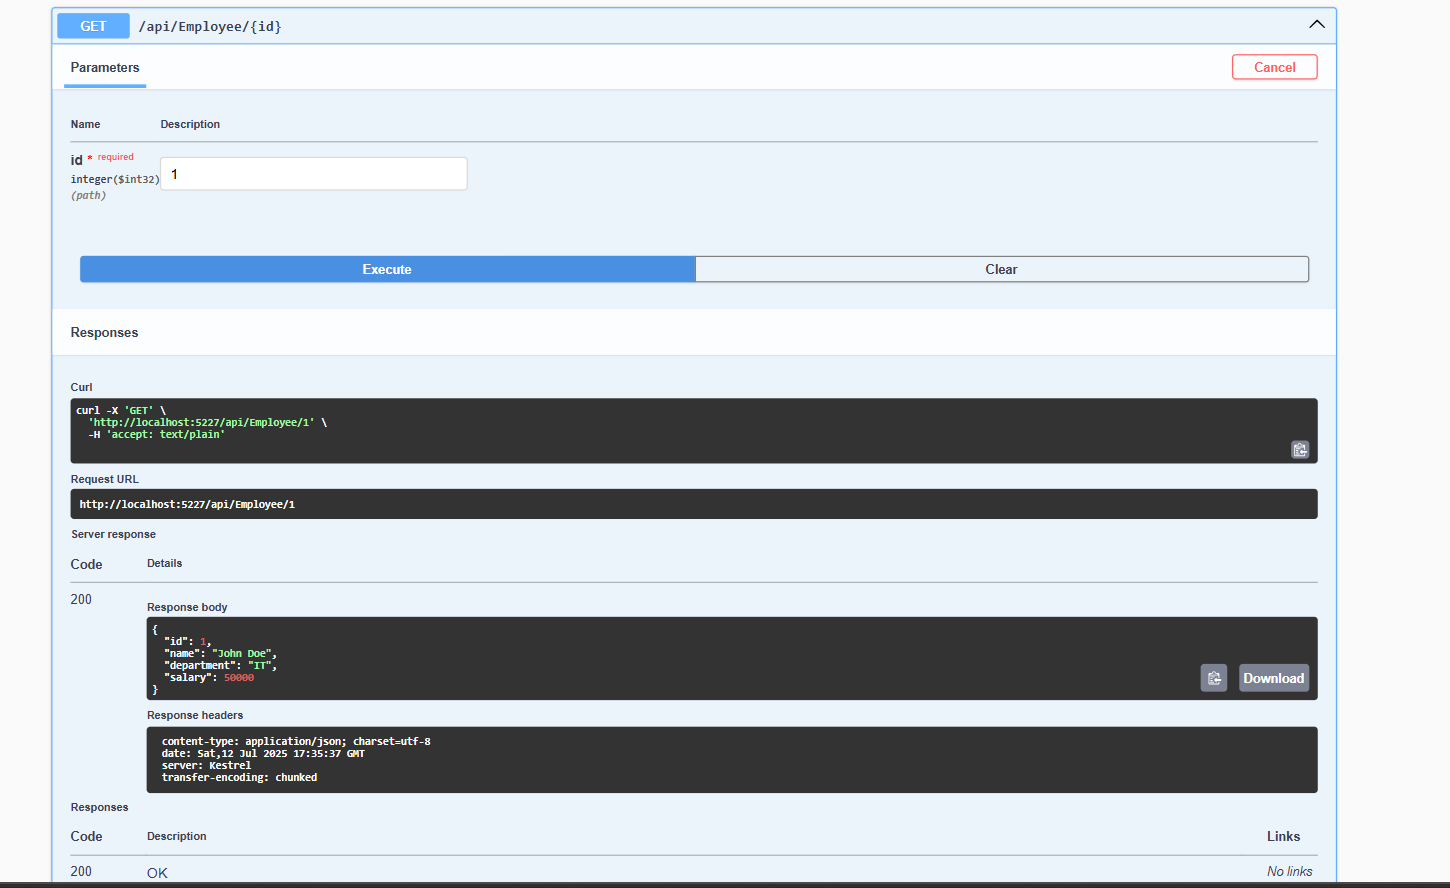 GET /api/Employee/{id}
Parameters
Cancel
Name Description
id * required
integer($int32)
(path)
1
Execute Clear
Responses
Curl
curl -X 'GET' \
'http://localhost:5227/api/Employee/1' \
-H 'accept: text/plain'
Request URL
http://localhost:5227/api/Employee/1
Server response
Code Details
200
Response body
{
"id": 1,
"name": "John Doe",
"department": "IT",
"salary": 50000
}
Download
Response headers
content-type: application/json; charset=utf-8
date: Sat,12 Jul 2025 17:35:37 GMT
server: Kestrel
transfer-encoding: chunked
Responses
Code Description Links
200 OK No links